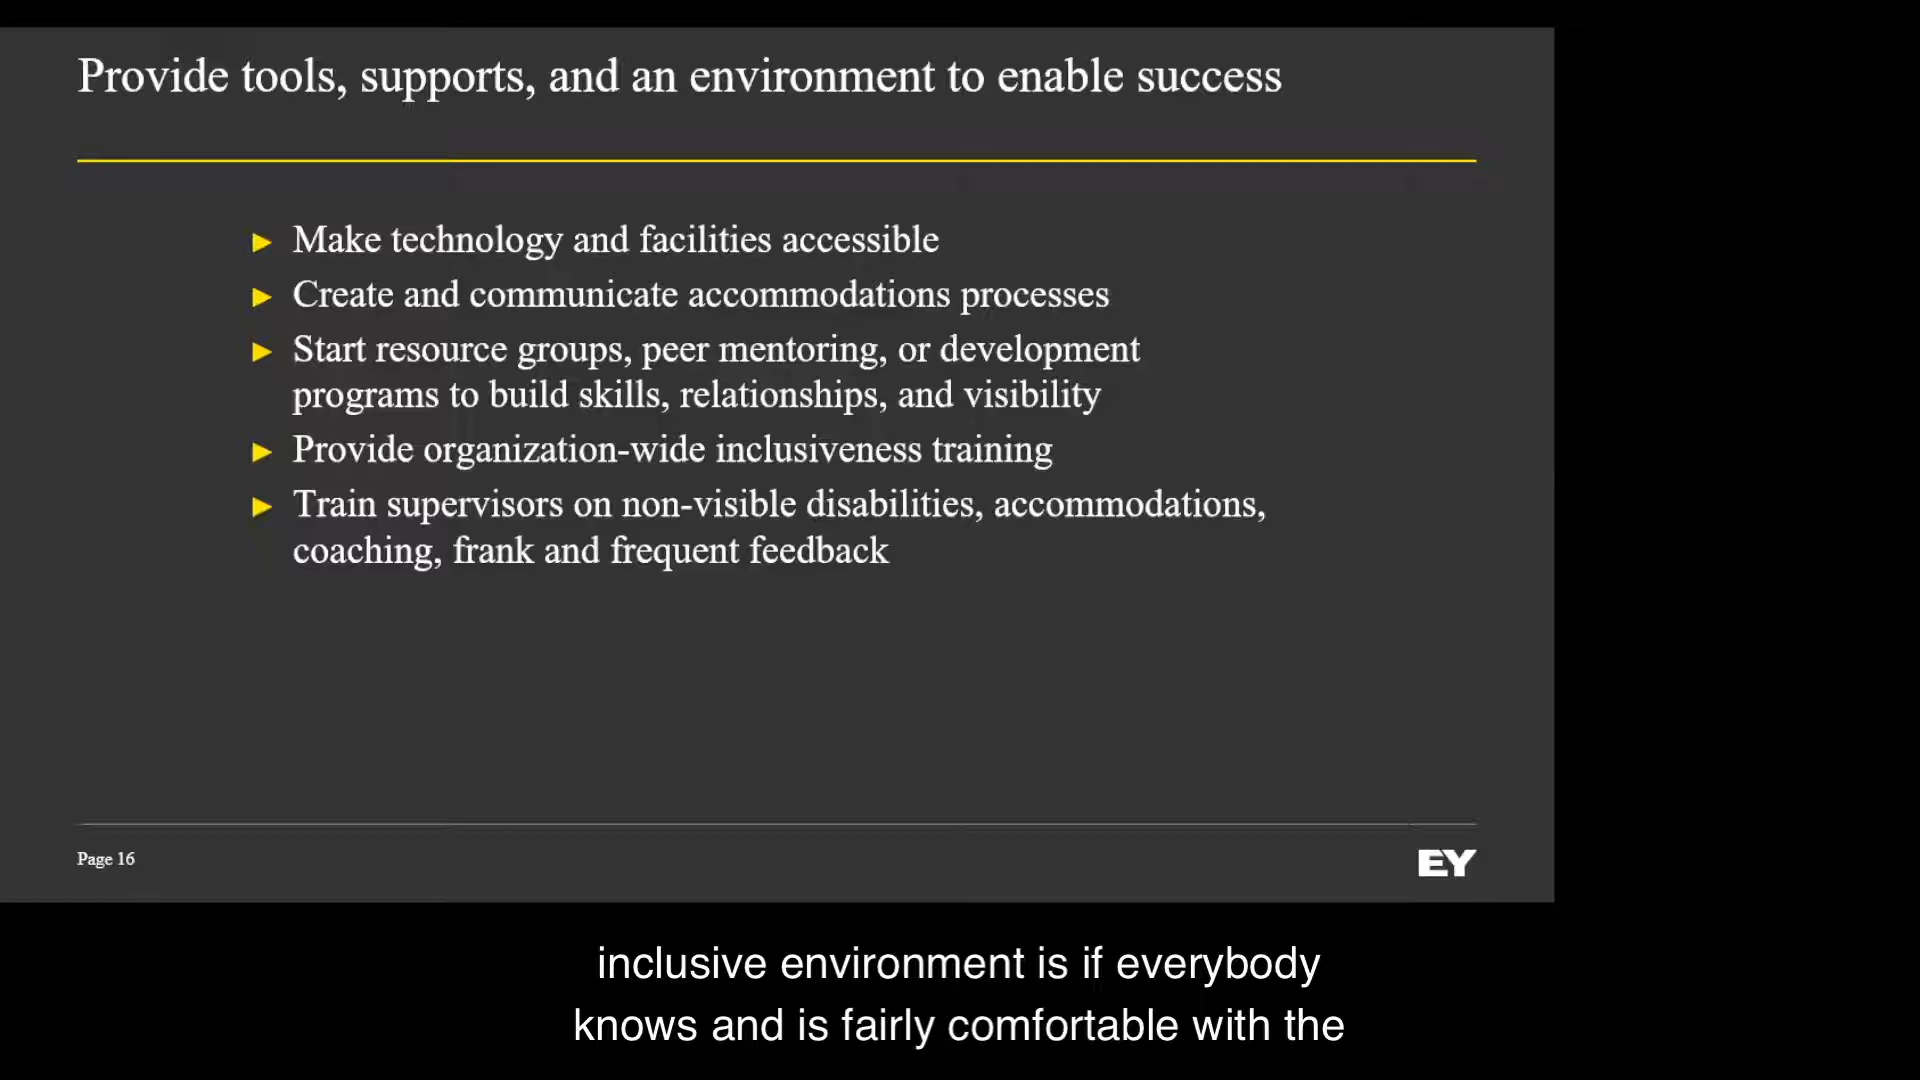 Provide tools, supports, and an environment to enable success
Make technology and facilities accessible
Create and communicate accommodations processes
Start resource groups, peer mentoring, or development
programs to build skills, relationships, and visibility
Provide organization-wide inclusiveness training
Train supervisors on non-visible disabilities, accommodations,
coaching, frank and frequent feedback
Page 16
EY
inclusive environment is if everybody
knows and is fairly comfortable with the